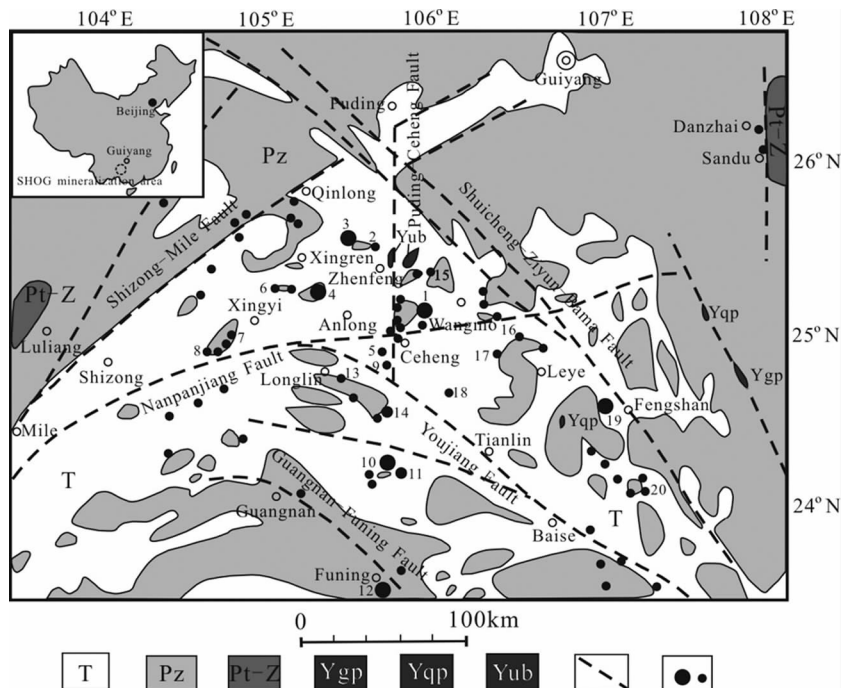 104°E
105°E
106°E
107°E
108°E
Beijing
Guiyang
SHOG mineralization area
Puding
Guiyang
Puding Ceheng Fault
Danzhai
Pt-Z
Sandu
26°N
Pz
Qinlong
Shizong-Mile Fault
Shuicheng-Ziyun-Bama Fault
3
2
Yub
Xingren
Zhenfeng
15
Pt-Z
6
4
1
Xingyi
Anlong
Wangmo
16
25°N
Yqp
Luliang
7
8
5
Ceheng
17
Shizong
9
Nanpanjiang Fault
Longlin
13
Leye
Ygp
18
14
19
Fengshan
Mile
Youjiang Fault
Yqp
Tianlin
10
11
T
Guangnan-Funing Fault
20
24°N
Guangnan
T
Baise
Funing
12
0
100km
T
Pz
Pt-Z
Ygp
Yqp
Yub